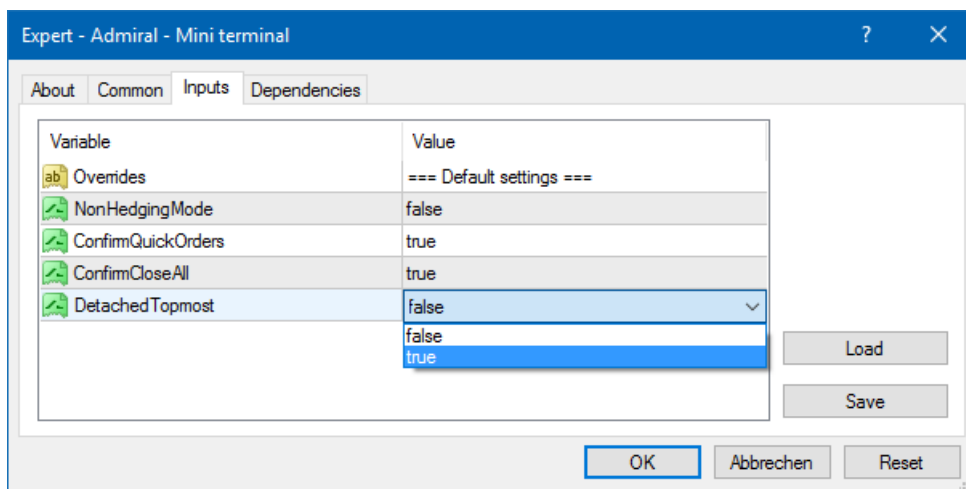 Expert - Admiral - Mini terminal ? ×
About Common Inputs Dependencies
Variable Value
ab Overrides === Default settings ===
NonHedgingMode false
ConfirmQuickOrders true
ConfirmCloseAll true
DetachedTopmost false
false
true
Load
Save
OK Abbrechen Reset